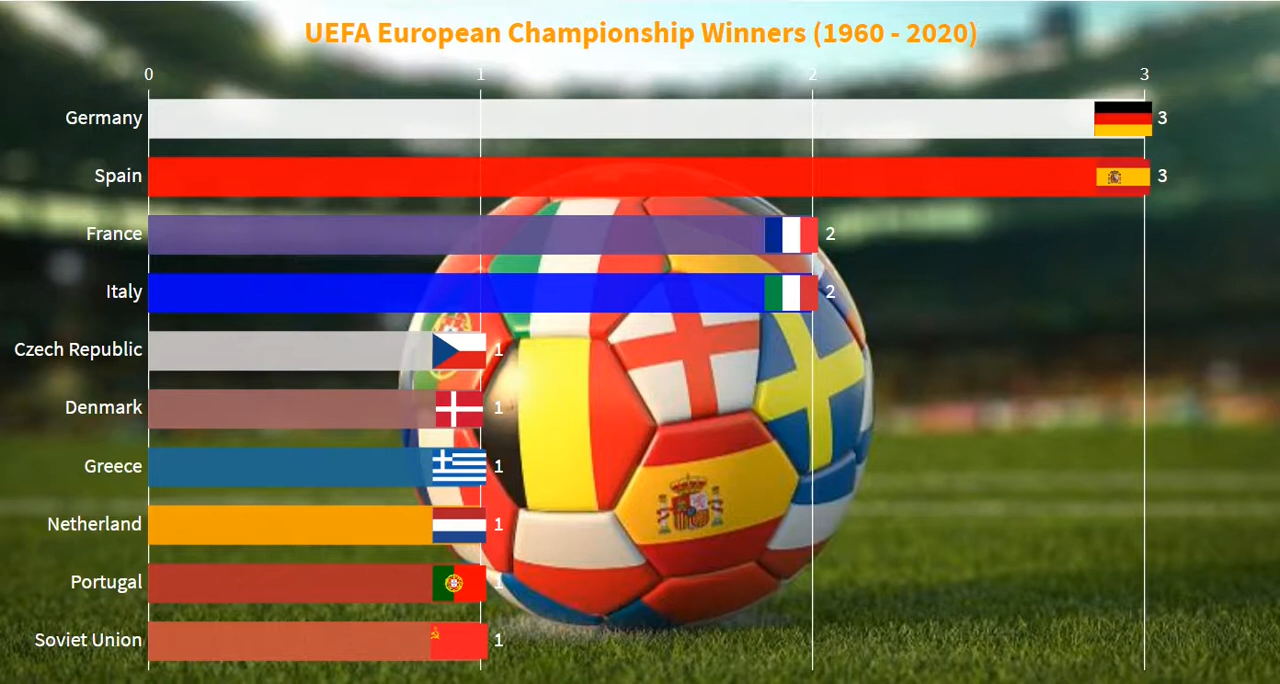 UEFA European Championship Winners (1960 - 2020)
0 1 2 3
Germany 3
Spain 3
France 2
Italy 2
Czech Republic 1
Denmark 1
Greece 1
Netherland 1
Portugal 1
Soviet Union 1